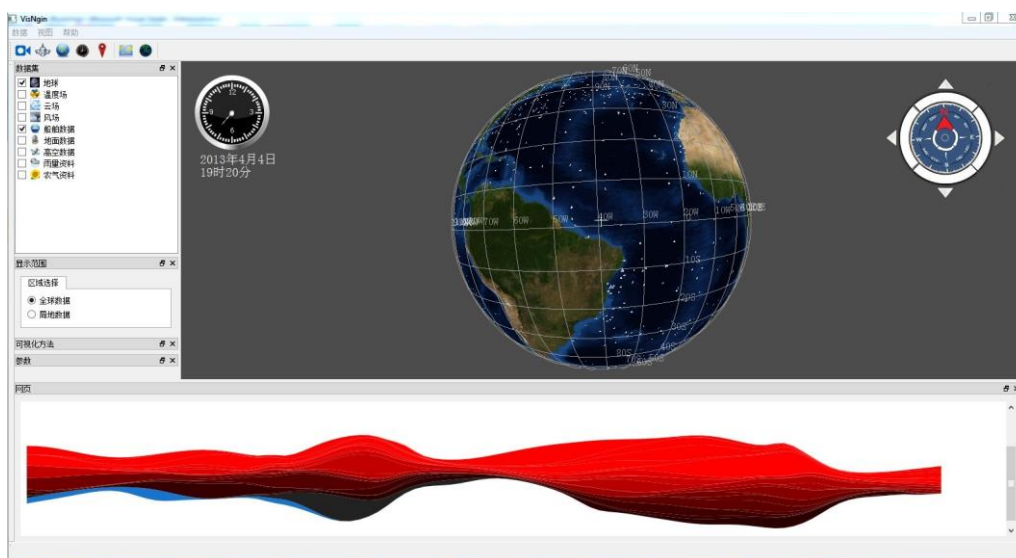 VisNgin
数据 视图 帮助
数据集
地球
温度场
云场
风场
船舶数据
地面数据
高空数据
雨量资料
农气资料
显示范围
区域选择
全球数据
局地数据
可视化方法
参数
12
9
3
6
2013年4月4日
19时20分
70N
60N
50N
30N
10N
70W
60W
50W
40W
30W
20W
10W
10S
20S
30S
40S
80S
网页